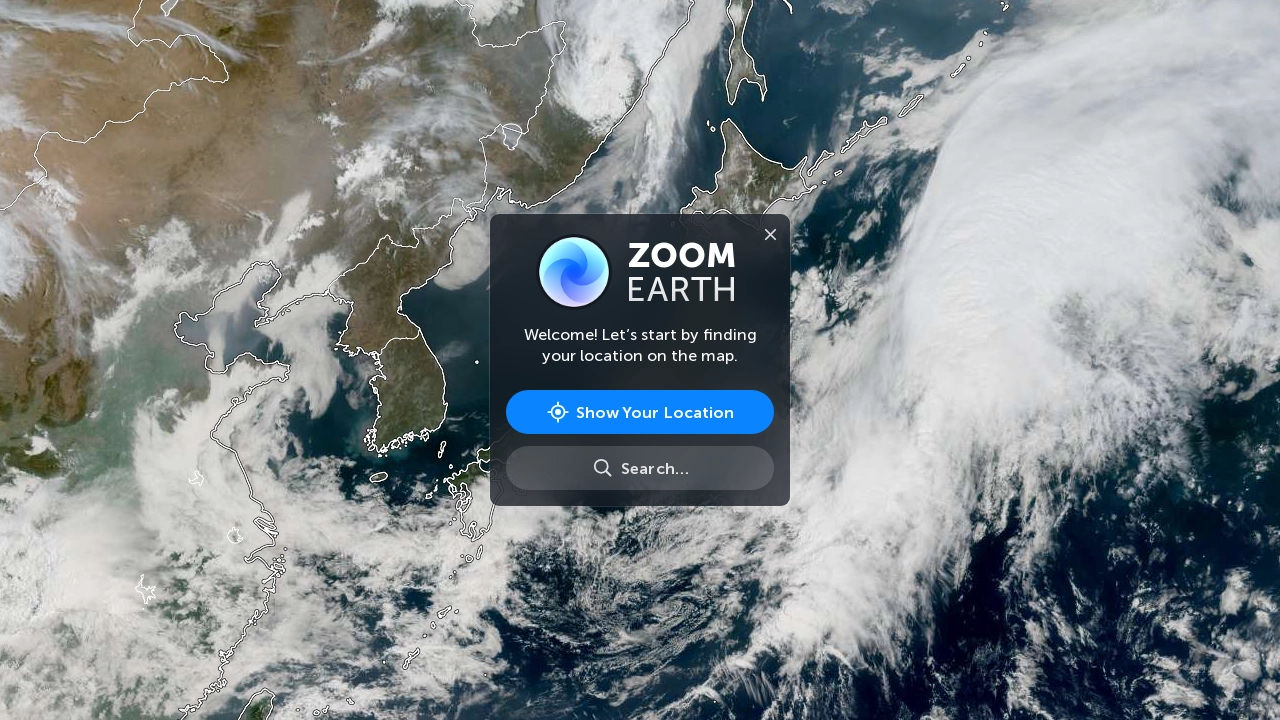 ZOOM
EARTH
Welcome! Let’s start by finding
your location on the map.
Show Your Location
Search...